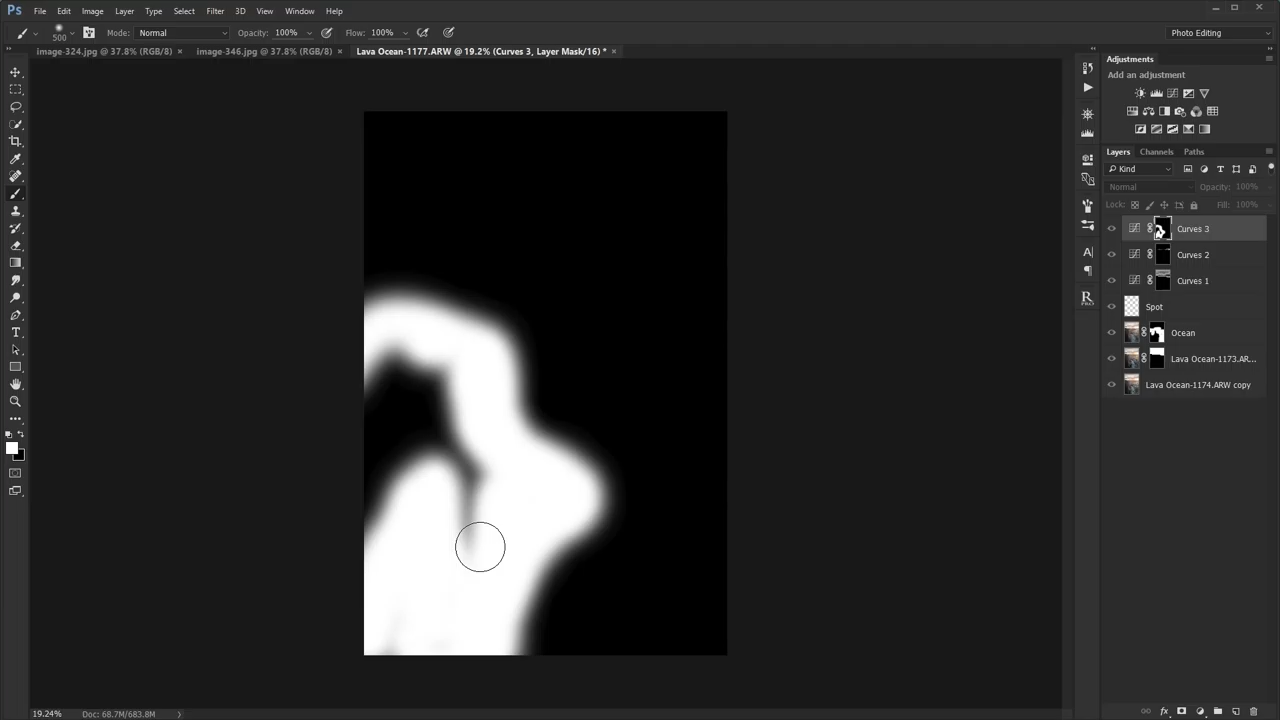 Ps File Edit Image Layer Type Select Filter 3D View Window Help
500 Mode: Normal Opacity: 100% Flow: 100%
image-324.jpg @ 37.8% (RGB/8) × image-346.jpg @ 37.8% (RGB/8) × Lava Ocean-1177.ARW @ 19.2% (Curves 3, Layer Mask/16) * ×
Photo Editing
Adjustments
Add an adjustment
Layers Channels Paths
Kind
Normal Opacity: 100%
Lock: Fill: 100%
Curves 3
Curves 2
Curves 1
Spot
Ocean
Lava Ocean-1173.AR...
Lava Ocean-1174.ARW copy
19.24% Doc: 68.7M/683.8M